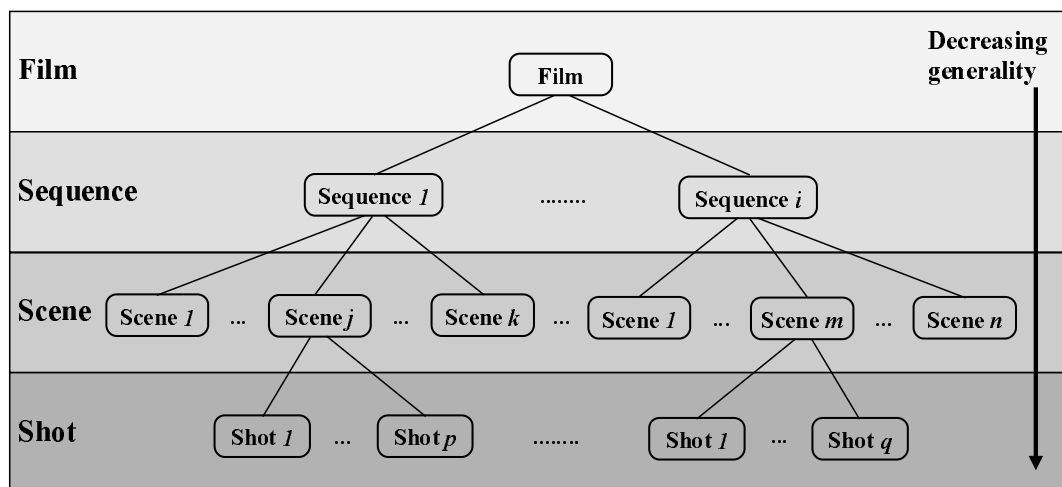 Decreasing
generality
Film
Film
Sequence
Sequence 1
........
Sequence i
Scene
Scene 1
...
Scene j
...
Scene k
...
Scene 1
...
Scene m
...
Scene n
Shot
Shot 1
...
Shot p
........
Shot 1
...
Shot q